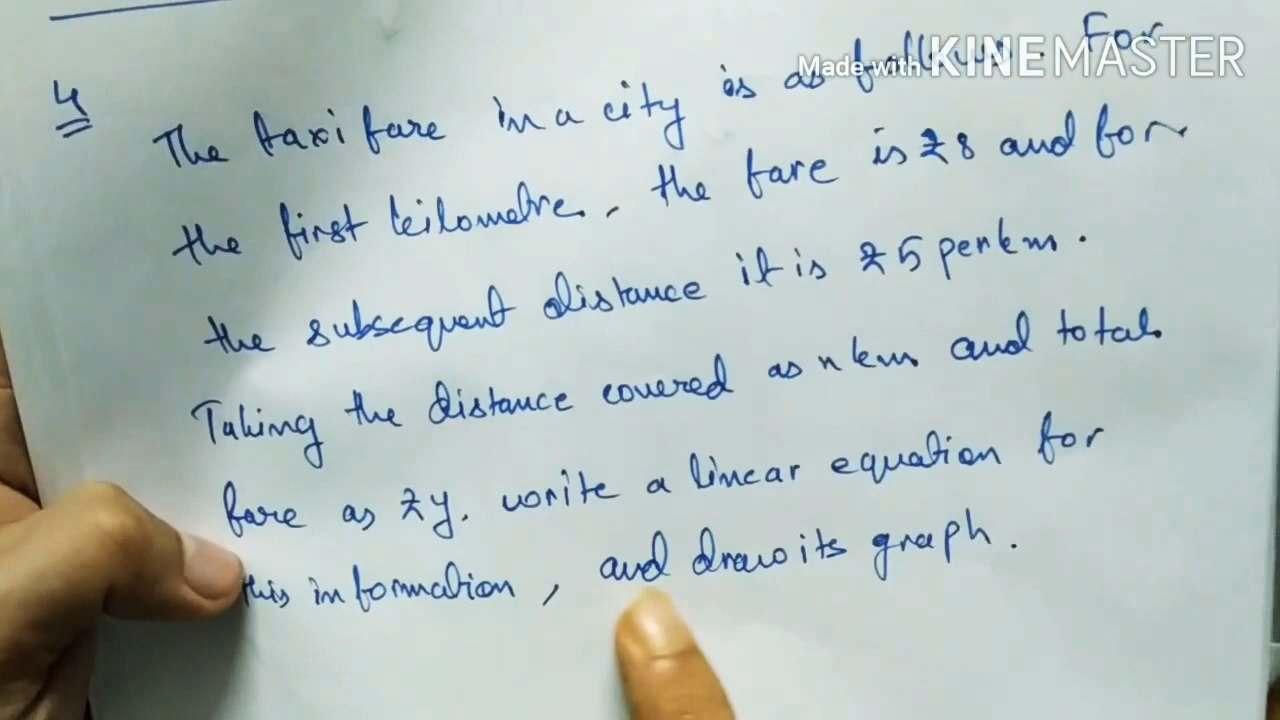 Made with KINEMASTER
4
The taxi fare in a city is as follows. For
the first kilometre, the fare is ₹8 and for
the subsequent distance it is ₹5 per km.
Taking the distance covered as x km and total
fare as ₹y. write a linear equation for
this information, and draw its graph.